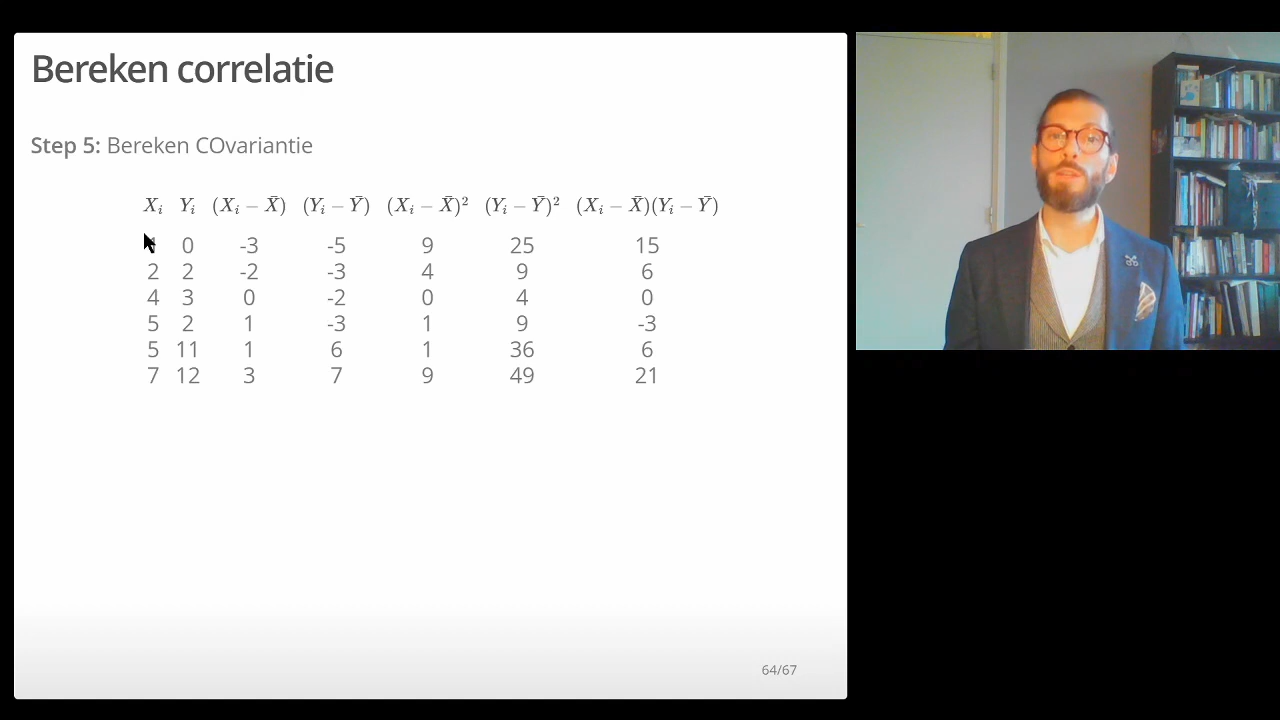 Bereken correlatie
Step 5: Bereken COvariantie
Xᵢ Yᵢ (Xᵢ − X̄) (Yᵢ − Ȳ) (Xᵢ − X̄)² (Yᵢ − Ȳ)² (Xᵢ − X̄)(Yᵢ − Ȳ)
0 -3 -5 9 25 15
2 2 -2 -3 4 9 6
4 3 0 -2 0 4 0
5 2 1 -3 1 9 -3
5 11 1 6 1 36 6
7 12 3 7 9 49 21
64/67